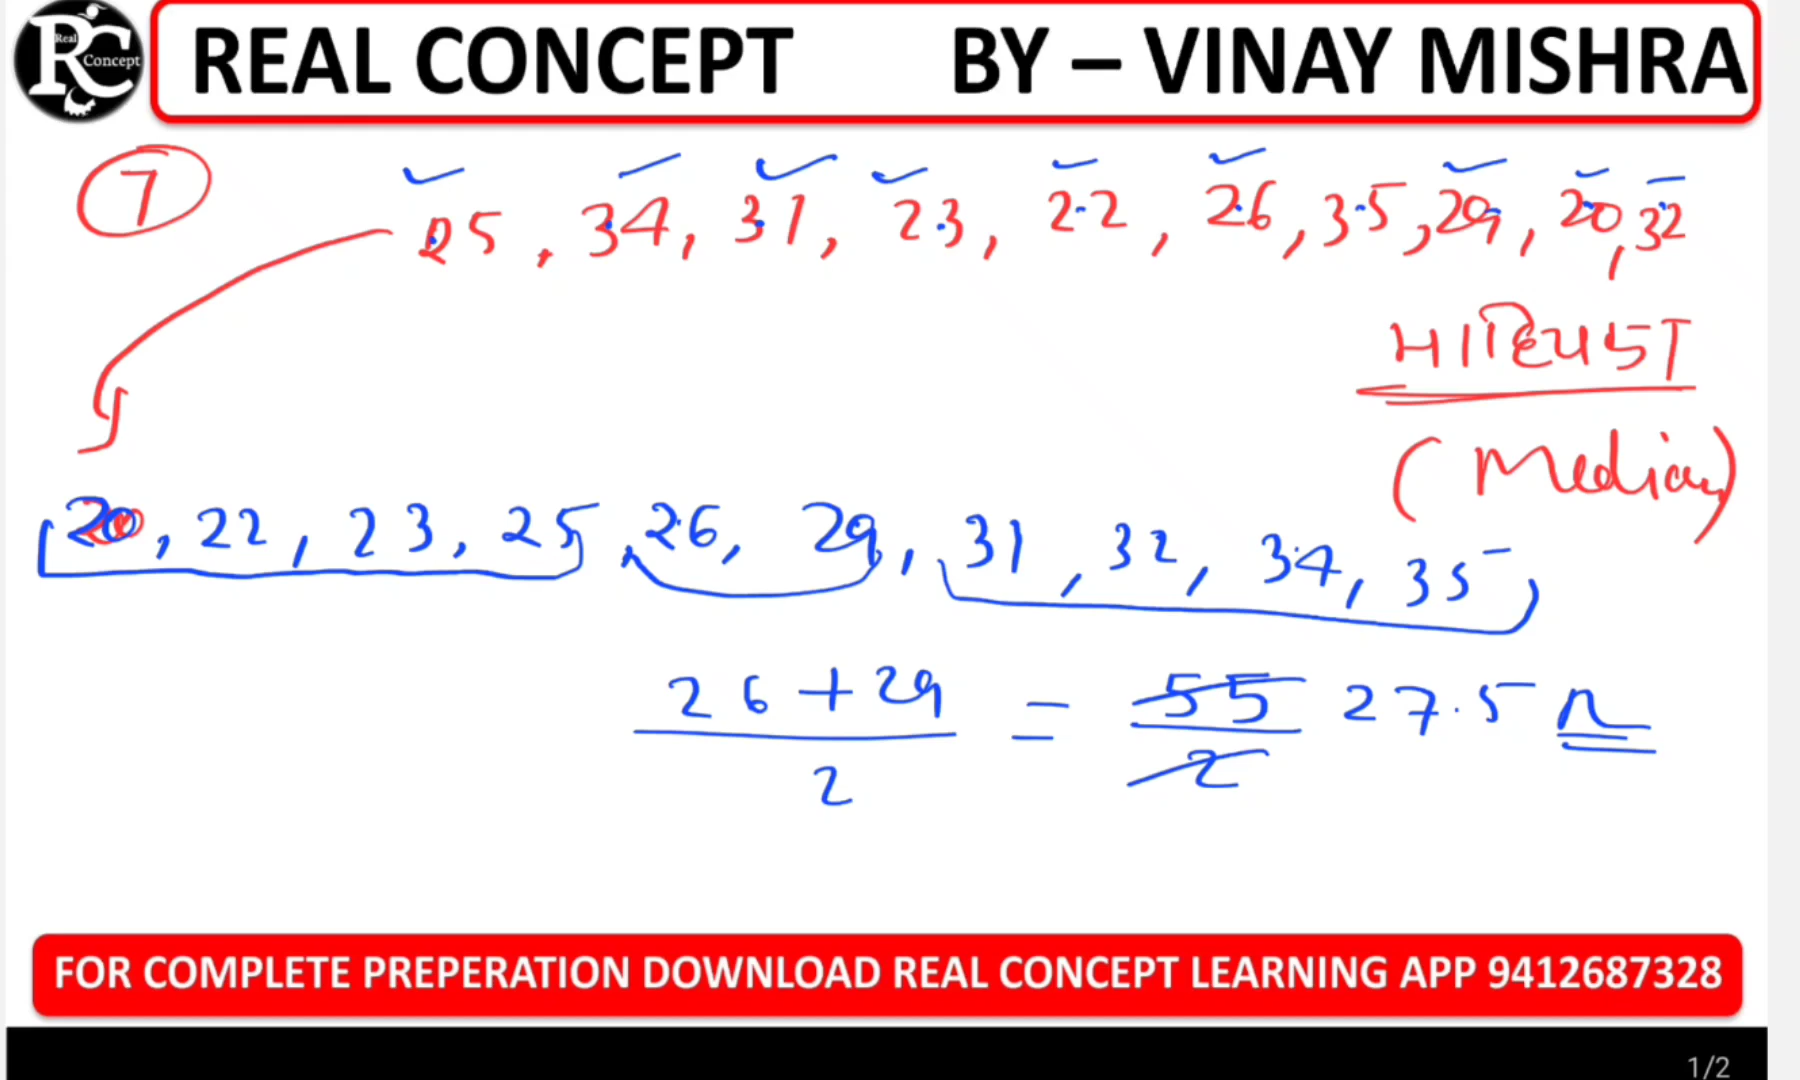 Real Concept
REAL CONCEPT BY – VINAY MISHRA
7
25, 34, 31, 23, 22, 26, 35, 29, 20, 32
(Median)
20, 22, 23, 25, 26, 29, 31, 32, 34, 35,
26+29 / 2 = 55 / 2 27.5
FOR COMPLETE PREPERATION DOWNLOAD REAL CONCEPT LEARNING APP 9412687328
1/2